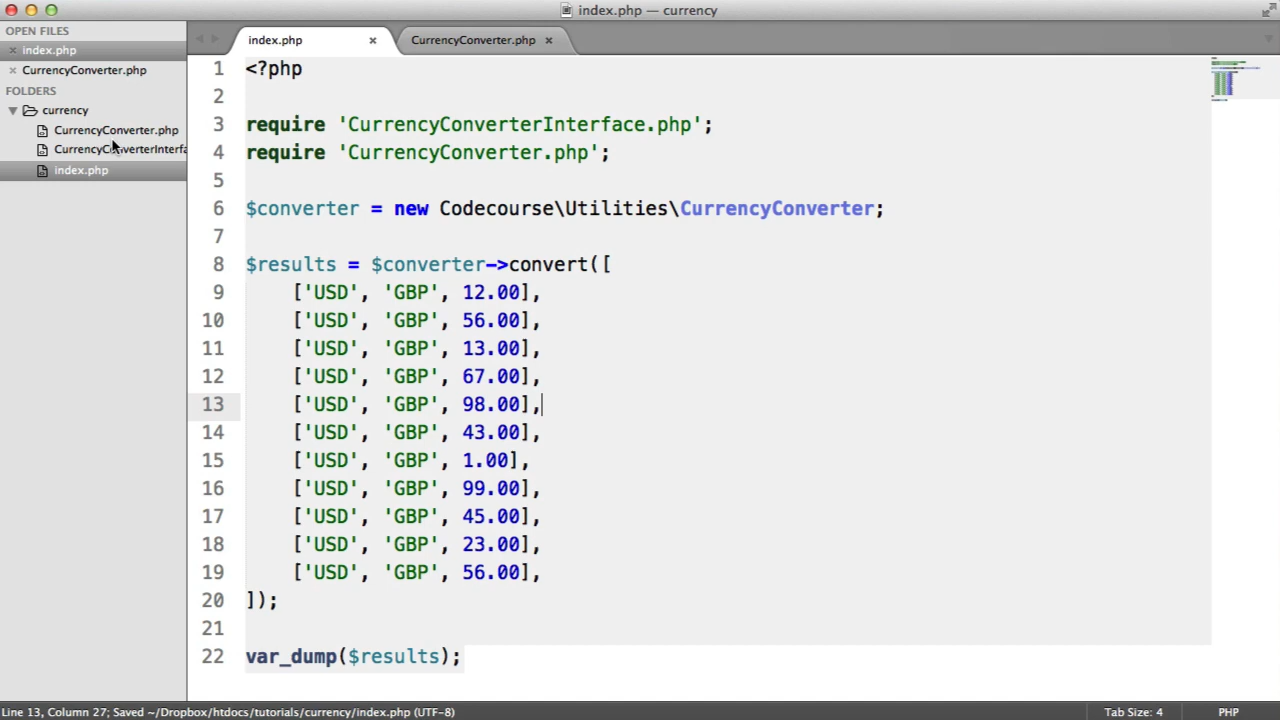 index.php — currency
OPEN FILES
index.php
CurrencyConverter.php
FOLDERS
currency
CurrencyConverter.php
CurrencyConverterInterfa
index.php
index.php
CurrencyConverter.php
1 <?php
2
3 require 'CurrencyConverterInterface.php';
4 require 'CurrencyConverter.php';
5
6 $converter = new Codecourse\Utilities\CurrencyConverter;
7
8 $results = $converter->convert([
9 ['USD', 'GBP', 12.00],
10 ['USD', 'GBP', 56.00],
11 ['USD', 'GBP', 13.00],
12 ['USD', 'GBP', 67.00],
13 ['USD', 'GBP', 98.00],
14 ['USD', 'GBP', 43.00],
15 ['USD', 'GBP', 1.00],
16 ['USD', 'GBP', 99.00],
17 ['USD', 'GBP', 45.00],
18 ['USD', 'GBP', 23.00],
19 ['USD', 'GBP', 56.00],
20 ]);
21
22 var_dump($results);
Line 13, Column 27; Saved ~/Dropbox/htdocs/tutorials/currency/index.php (UTF-8) Tab Size: 4 PHP